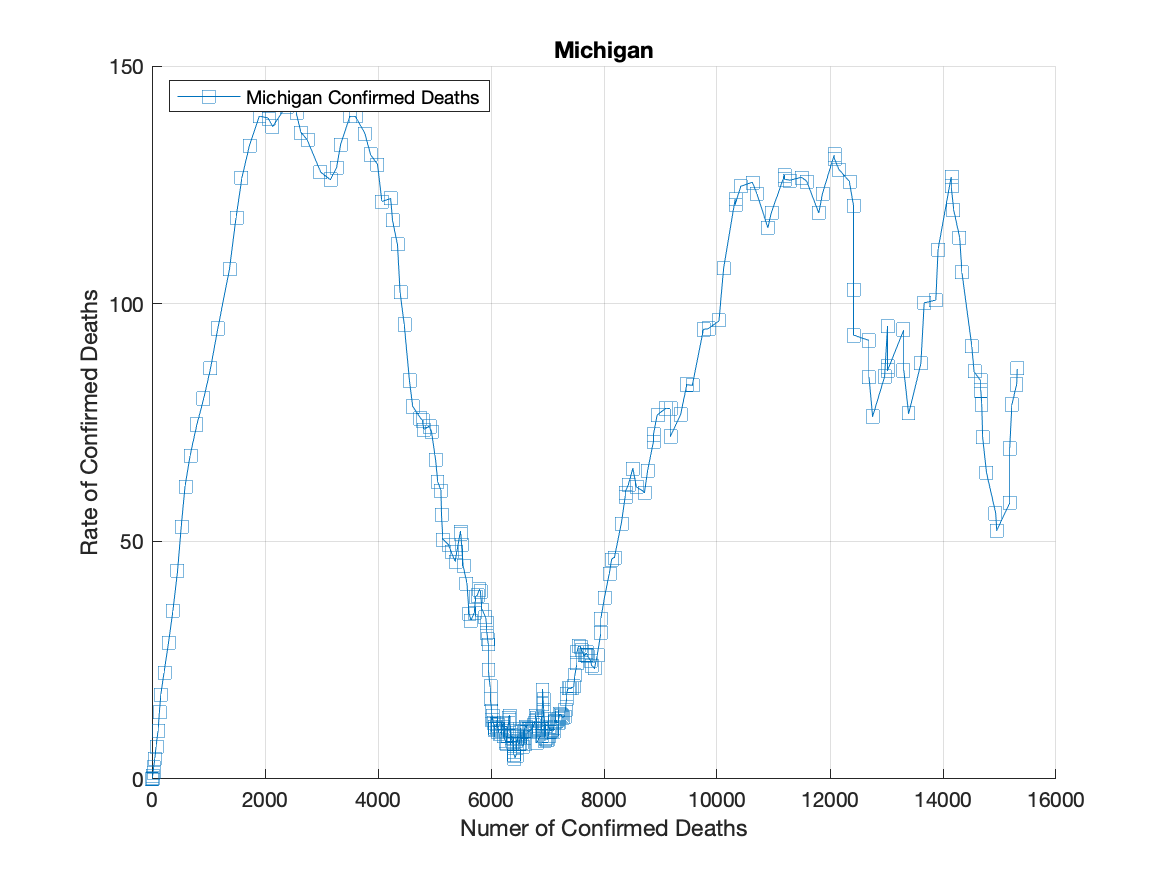 Michigan
150
Michigan Confirmed Deaths
100
50
0
Rate of Confirmed Deaths
0 2000 4000 6000 8000 10000 12000 14000 16000
Numer of Confirmed Deaths